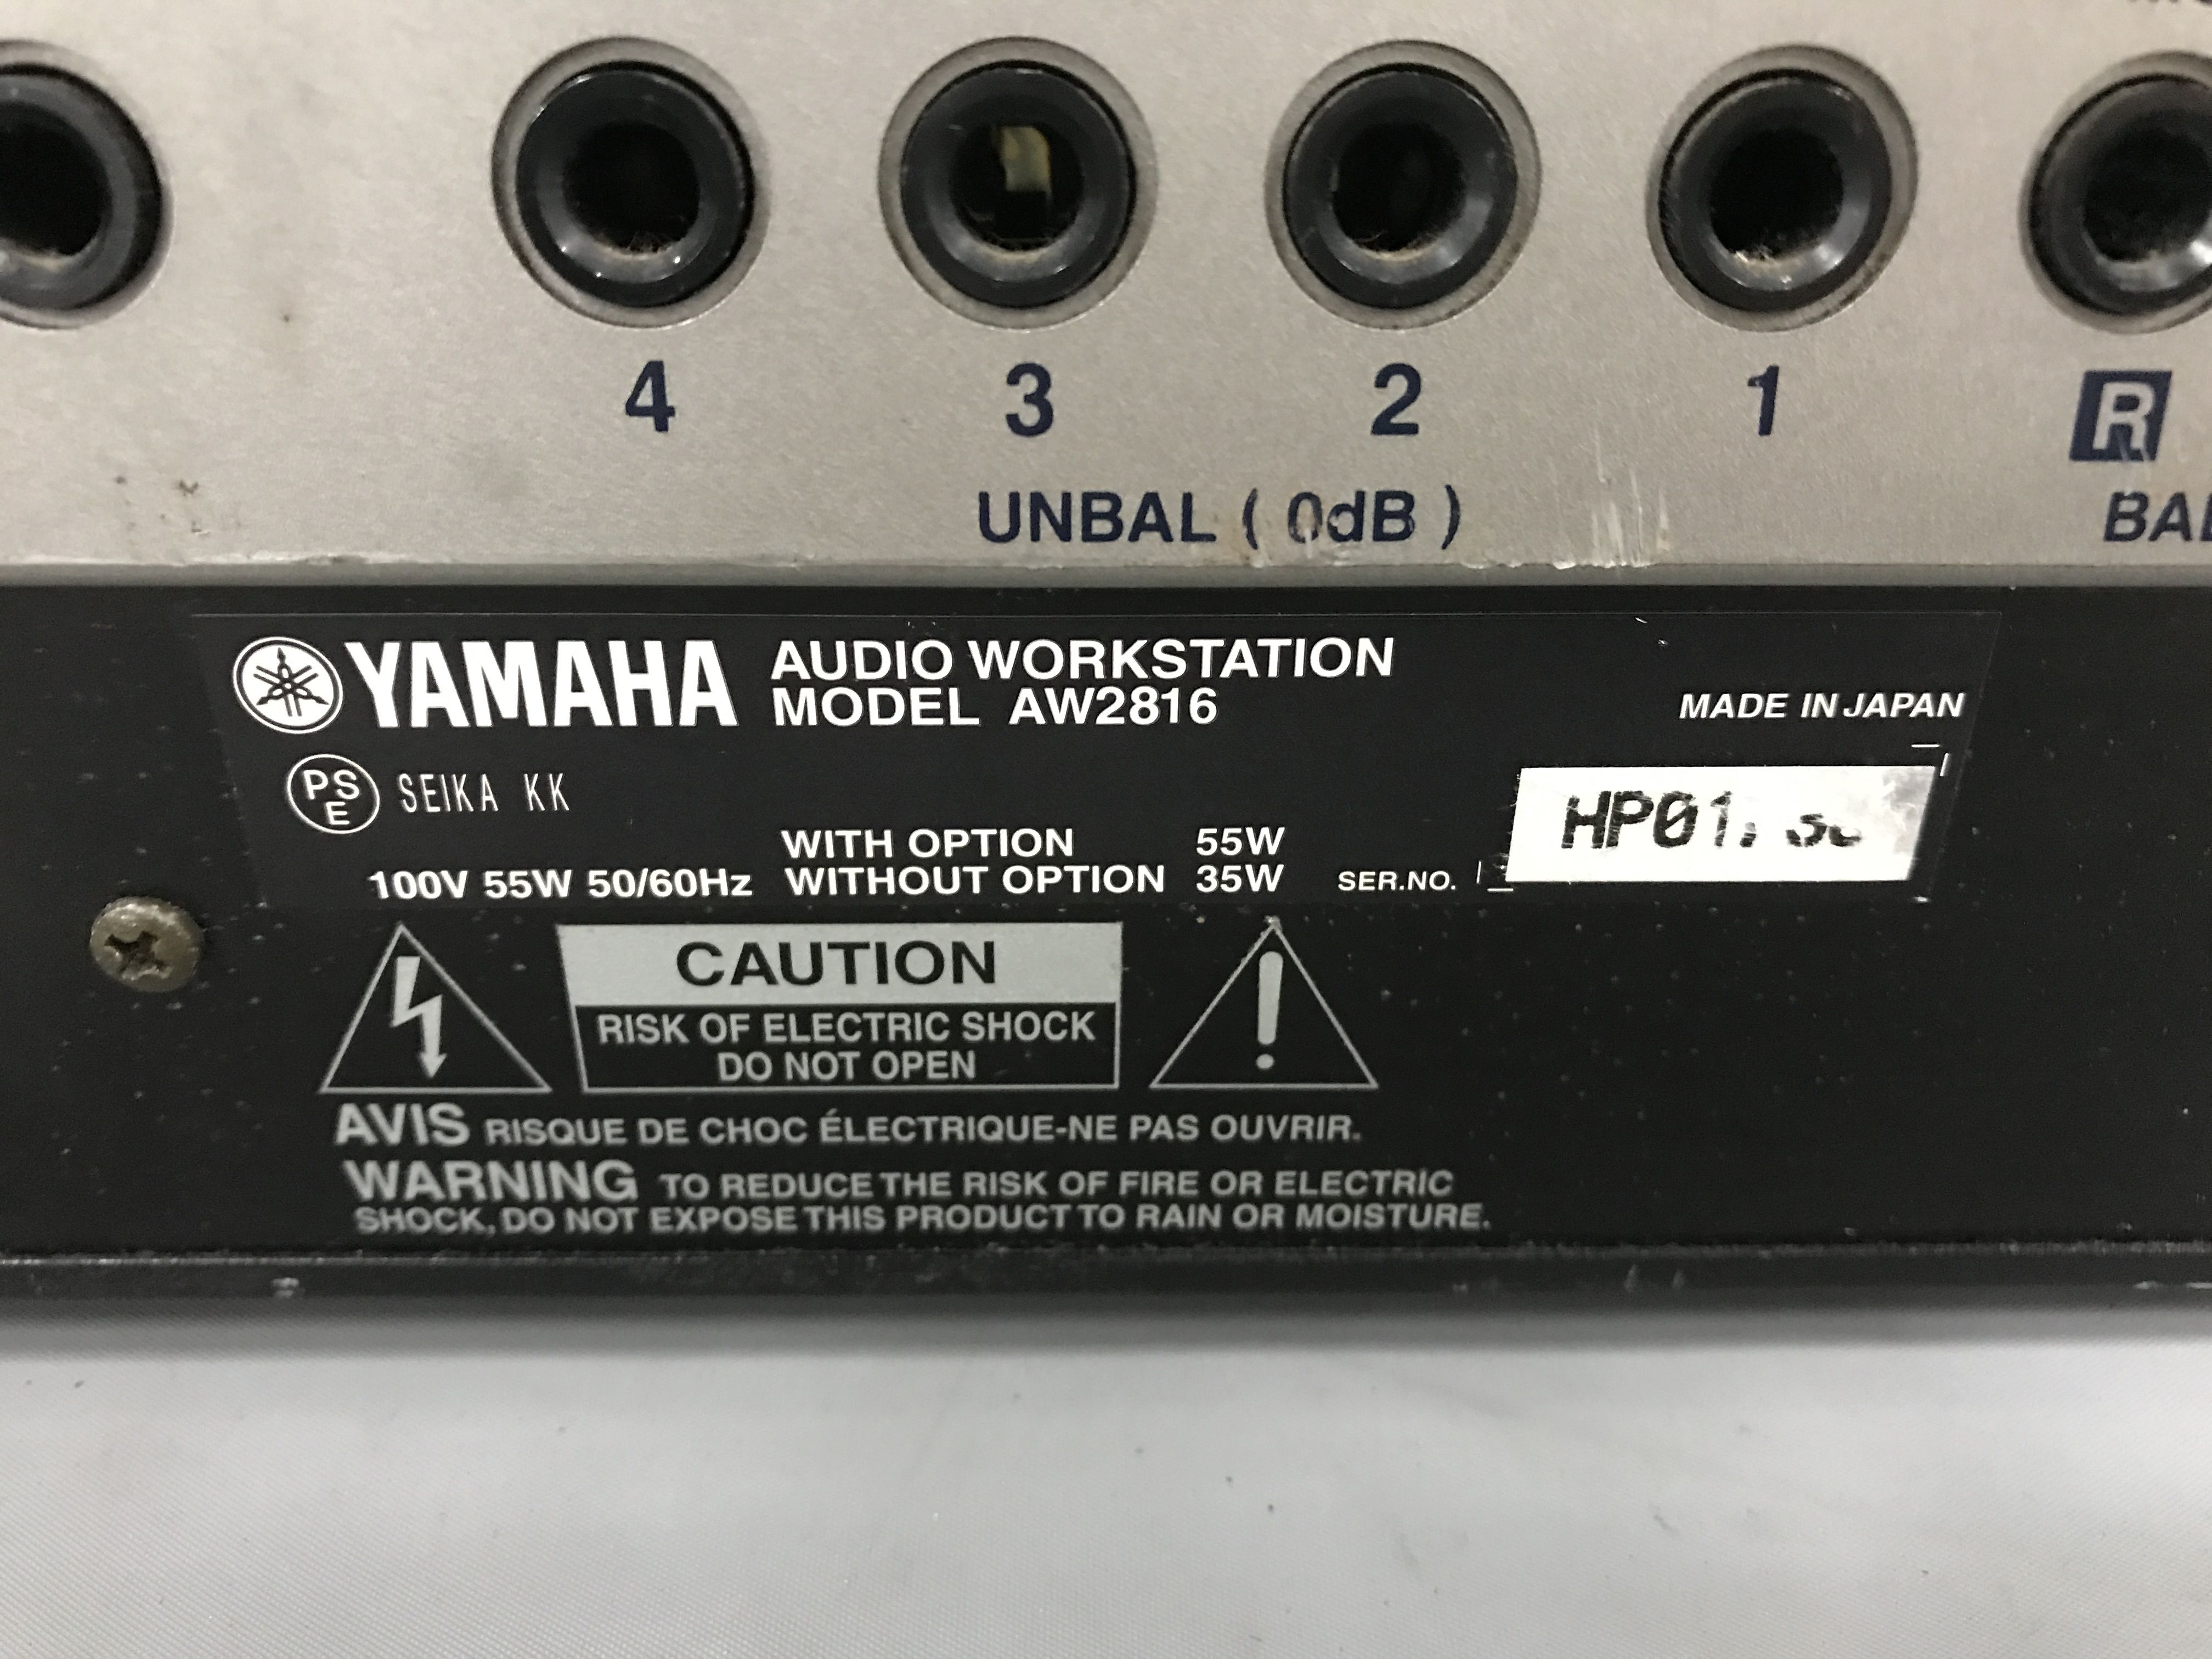 4 3 2 1 R
UNBAL ( 0dB )
YAMAHA AUDIO WORKSTATION
MODEL AW2816
MADE IN JAPAN
PSE SEIKA KK
WITH OPTION 55W
100V 55W 50/60Hz WITHOUT OPTION 35W SER.NO.
CAUTION
RISK OF ELECTRIC SHOCK
DO NOT OPEN
AVIS RISQUE DE CHOC ÉLECTRIQUE-NE PAS OUVRIR.
WARNING TO REDUCE THE RISK OF FIRE OR ELECTRIC
SHOCK, DO NOT EXPOSE THIS PRODUCT TO RAIN OR MOISTURE.